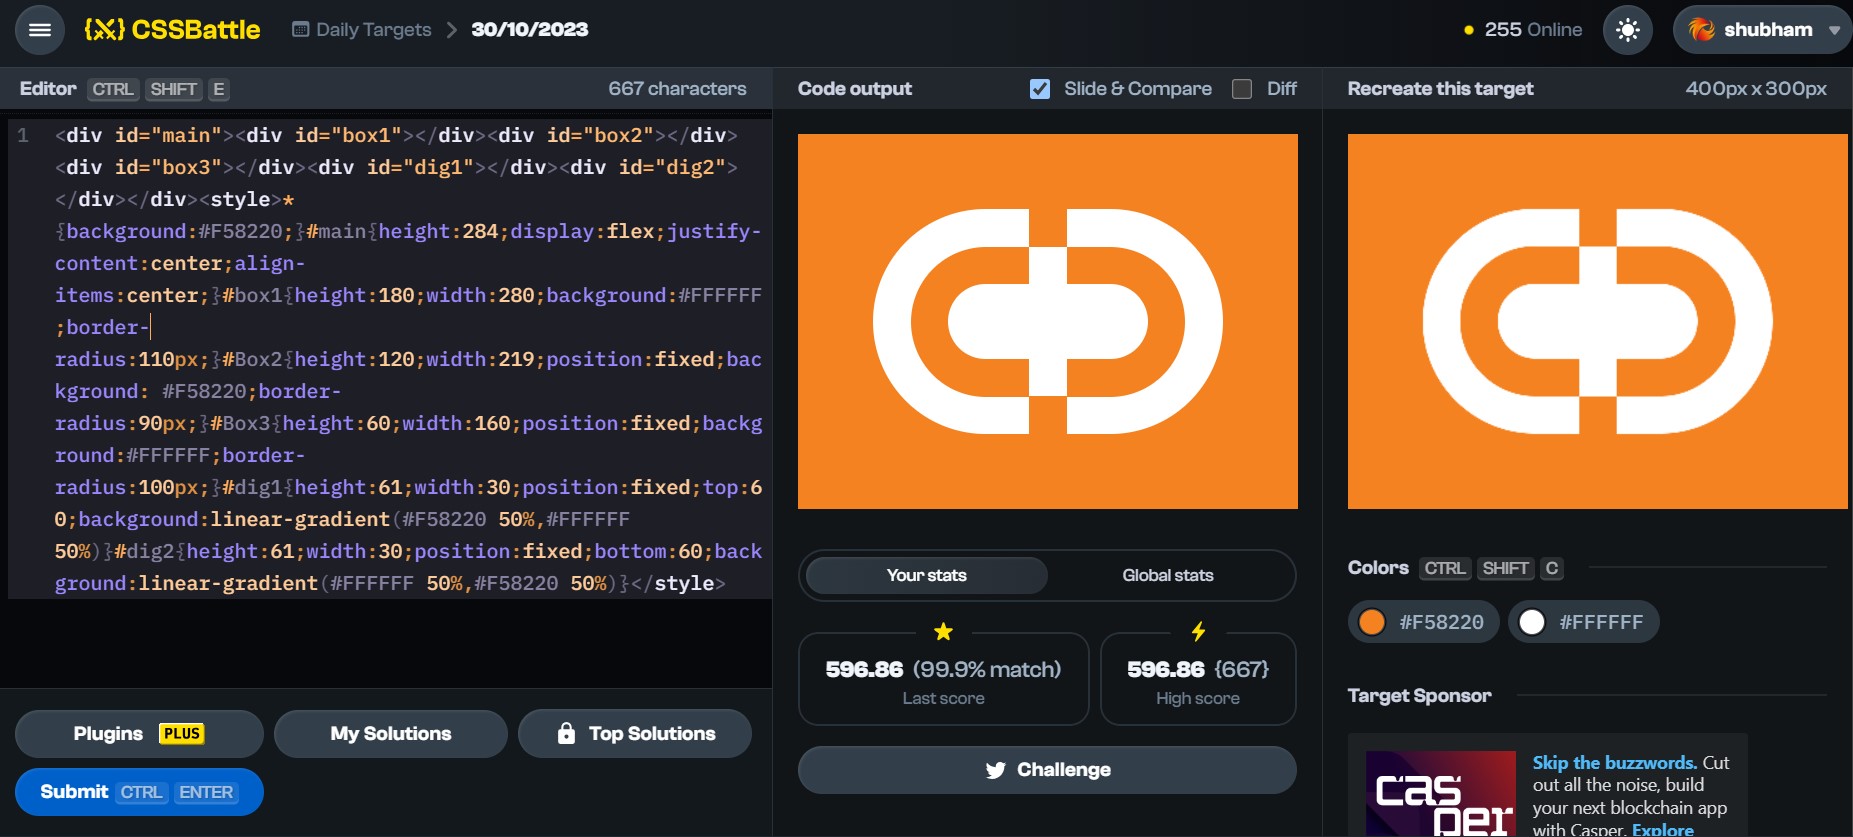 {X} CSSBattle
Daily Targets > 30/10/2023
255 Online
shubham
Editor CTRL SHIFT E
667 characters
1 <div id="main"><div id="box1"></div><div id="box2"></div>
<div id="box3"></div><div id="dig1"></div><div id="dig2">
</div></div><style>*
{background:#F58220;}#main{height:284;display:flex;justify-
content:center;align-
items:center;}#box1{height:180;width:280;background:#FFFFFF
;border-
radius:110px;}#Box2{height:120;width:219;position:fixed;bac
kground: #F58220;border-
radius:90px;}#Box3{height:60;width:160;position:fixed;backg
round:#FFFFFF;border-
radius:100px;}#dig1{height:61;width:30;position:fixed;top:6
0;background:linear-gradient(#F58220 50%,#FFFFFF
50%)}#dig2{height:61;width:30;position:fixed;bottom:60;back
ground:linear-gradient(#FFFFFF 50%,#F58220 50%)}</style>
Plugins PLUS
My Solutions
Top Solutions
Submit CTRL ENTER
Code output
Slide & Compare
Diff
Your stats
Global stats
596.86 (99.9% match)
Last score
596.86 {667}
High score
Challenge
Recreate this target
400px x 300px
Colors CTRL SHIFT C
#F58220
#FFFFFF
Target Sponsor
cas
per
Skip the buzzwords. Cut
out all the noise, build
your next blockchain app
with Casper. Explore